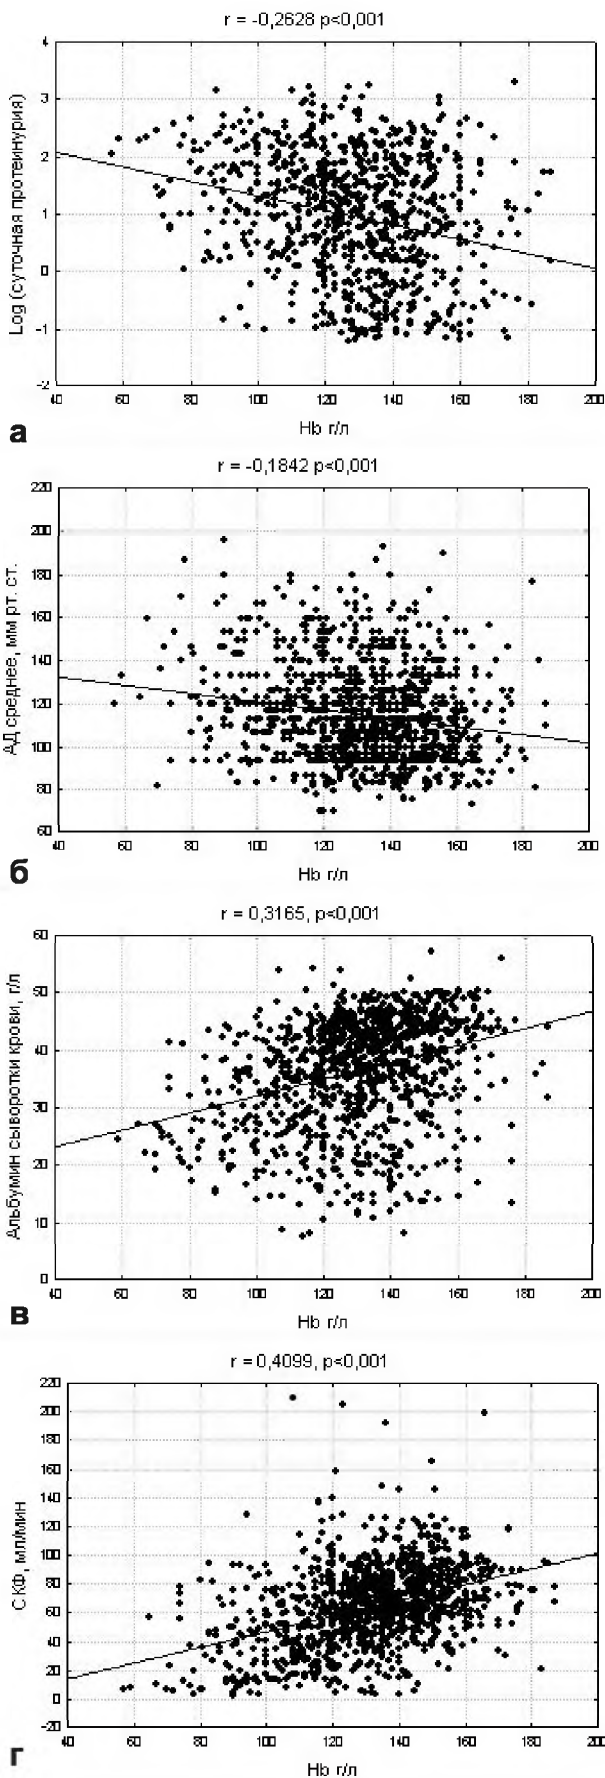 r = -0,2628 p<0,001
4
3
2
1
0
-1
-2
Log (суточная протеинурия)
40 60 80 100 120 140 160 180 200
Hb г/л
а
r = -0,1842 p<0,001
220
200
180
160
140
120
100
80
60
АД среднее, мм рт. ст.
40 60 80 100 120 140 160 180 200
Hb г/л
б
r = 0,3165, p<0,001
60
50
40
30
20
10
0
Альбумин сыворотки крови, г/л
40 60 80 100 120 140 160 180 200
Hb г/л
в
r = 0,4099, p<0,001
220
200
180
160
140
120
100
80
60
40
20
0
-20
СКФ, мл/мин
40 60 80 100 120 140 160 180 200
Hb г/л
г